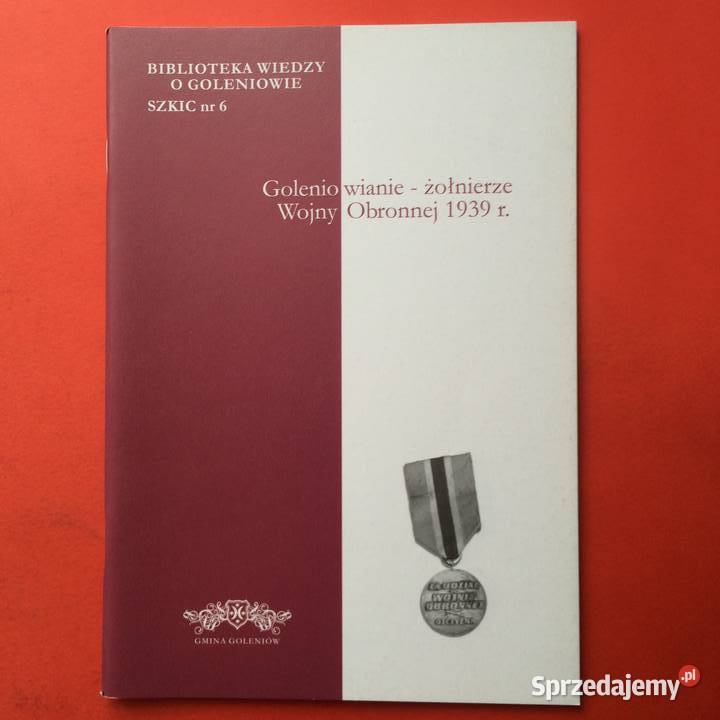 BIBLIOTEKA WIEDZY
O GOLENIOWIE
SZKIC nr 6
Goleniowianie - żołnierze
Wojny Obronnej 1939 r.
ZA UDZIAŁ
W WOJNIE
OBRONNEJ
OJCZYZNY
GMINA GOLENIÓW
Sprzedajemy.pl